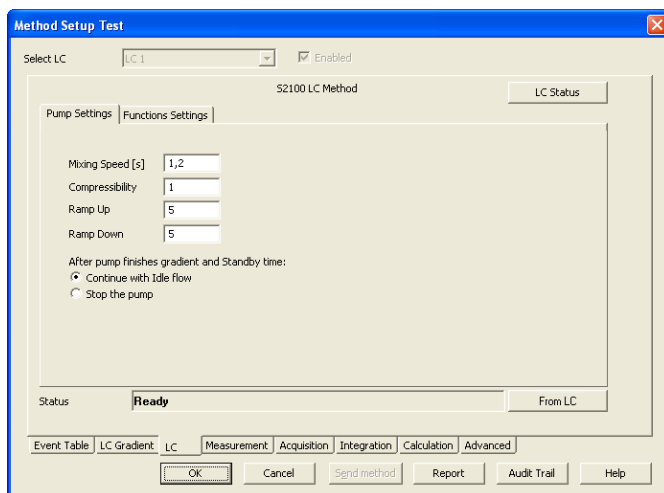 Method Setup Test
Select LC LC 1 Enabled
S2100 LC Method LC Status
Pump Settings Functions Settings
Mixing Speed [s] 1,2
Compressibility 1
Ramp Up 5
Ramp Down 5
After pump finishes gradient and Standby time:
Continue with Idle flow
Stop the pump
Status Ready From LC
Event Table LC Gradient LC Measurement Acquisition Integration Calculation Advanced
OK Cancel Send method Report Audit Trail Help